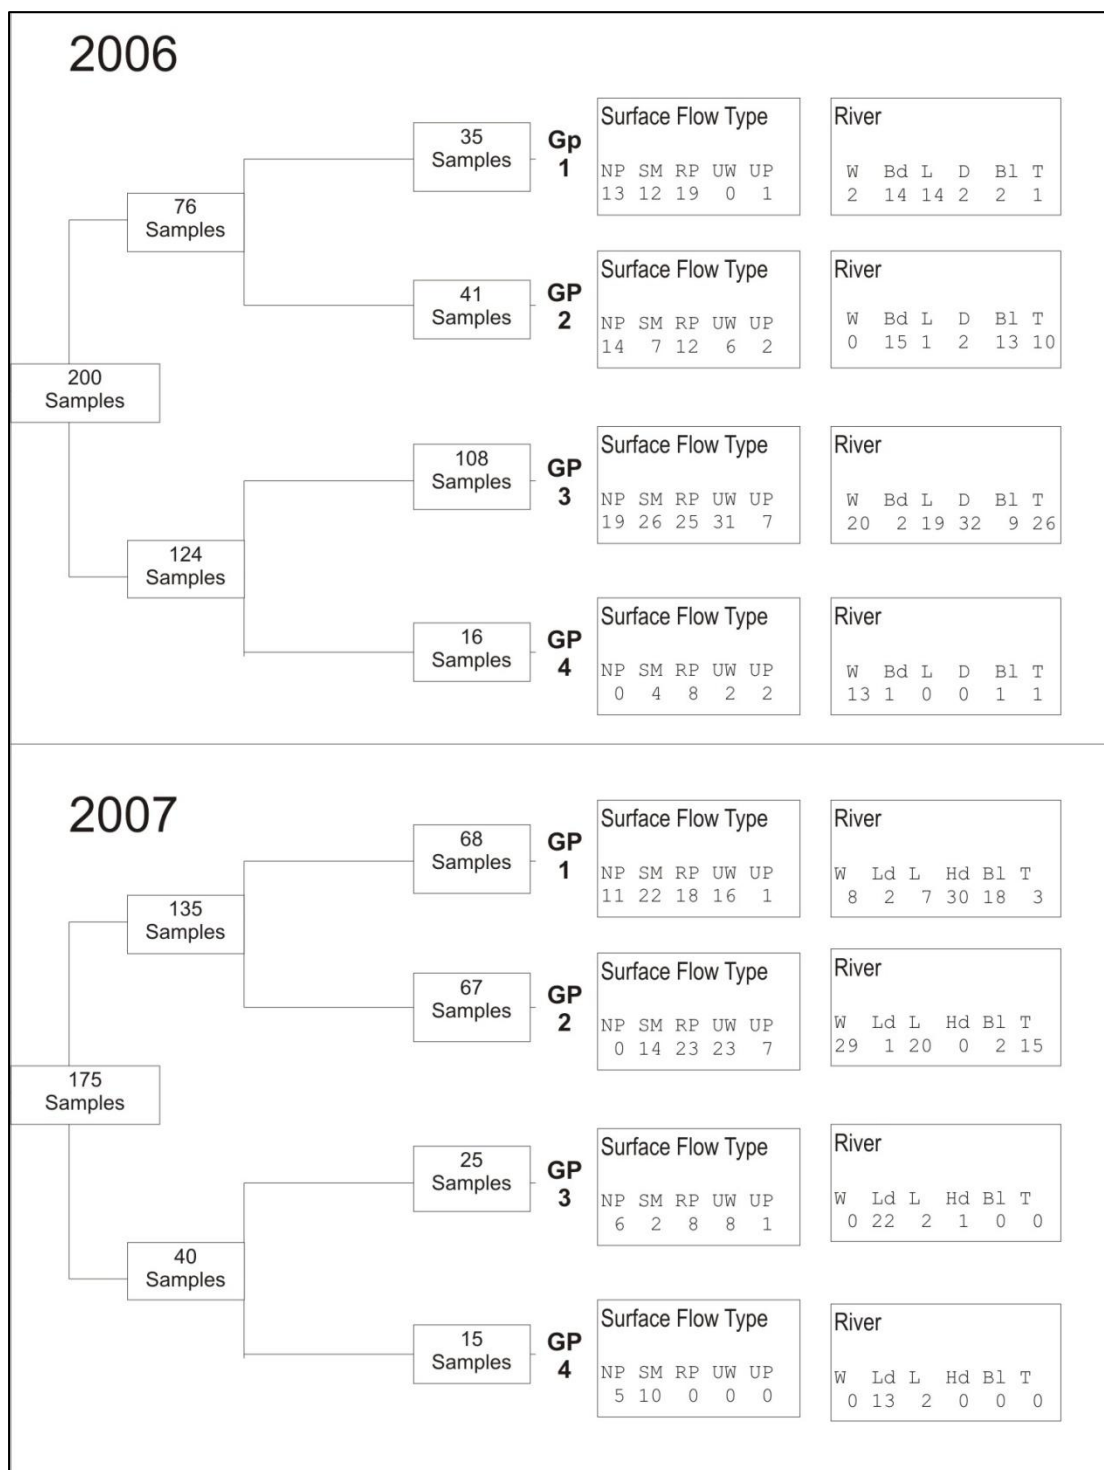 2006
200
Samples
76
Samples
124
Samples
35
Samples
Gp
1
Surface Flow Type
NP SM RP UW UP
13 12 19 0 1
River
W Bd L D Bl T
2 14 14 2 2 1
41
Samples
GP
2
Surface Flow Type
NP SM RP UW UP
14 7 12 6 2
River
W Bd L D Bl T
0 15 1 2 13 10
108
Samples
GP
3
Surface Flow Type
NP SM RP UW UP
19 26 25 31 7
River
W Bd L D Bl T
20 2 19 32 9 26
16
Samples
GP
4
Surface Flow Type
NP SM RP UW UP
0 4 8 2 2
River
W Bd L D Bl T
13 1 0 0 1 1
2007
175
Samples
135
Samples
40
Samples
68
Samples
GP
1
Surface Flow Type
NP SM RP UW UP
11 22 18 16 1
River
W Ld L Hd Bl T
8 2 7 30 18 3
67
Samples
GP
2
Surface Flow Type
NP SM RP UW UP
0 14 23 23 7
River
W Ld L Hd Bl T
29 1 20 0 2 15
25
Samples
GP
3
Surface Flow Type
NP SM RP UW UP
6 2 8 8 1
River
W Ld L Hd Bl T
0 22 2 1 0 0
15
Samples
GP
4
Surface Flow Type
NP SM RP UW UP
5 10 0 0 0
River
W Ld L Hd Bl T
0 13 2 0 0 0